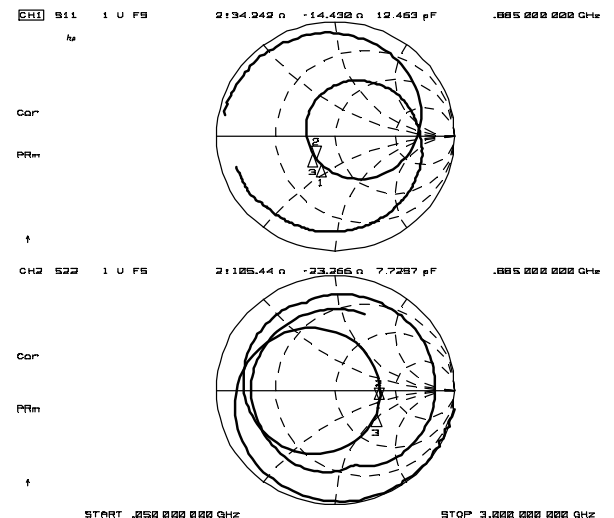 CH1 S11 1 U FS 2:34.242 Ω -14.430 Ω 12.463 pF .885 000 000 GHz
hp
Cor
PRm
2
3
1
↑
CH2 S22 1 U FS 2:105.44 Ω -23.266 Ω 7.7297 pF .885 000 000 GHz
Cor
PRm
3
↑
START .050 000 000 GHz STOP 3.000 000 000 GHz